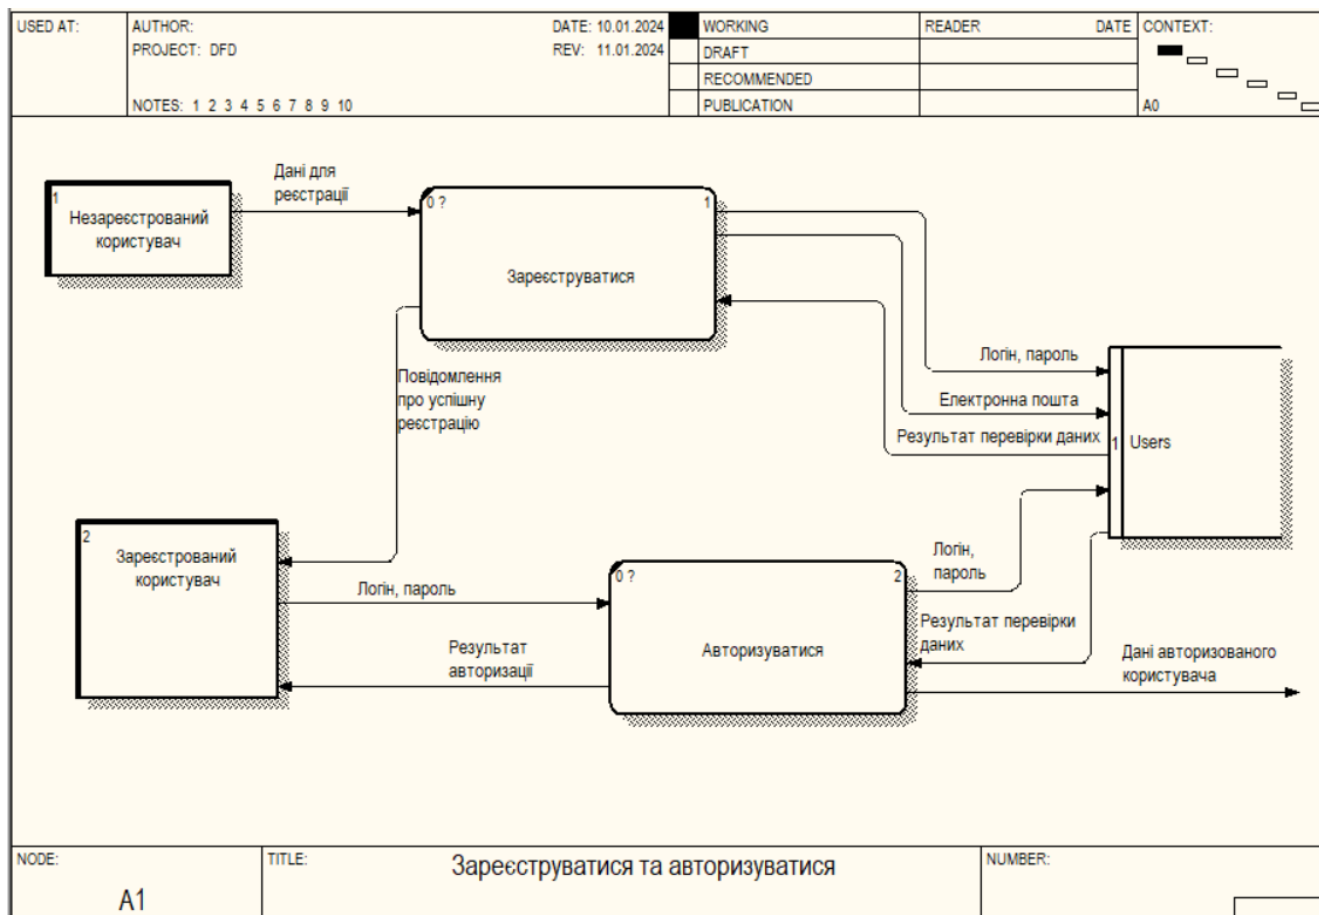 USED AT:
AUTHOR:
DATE: 10.01.2024
PROJECT: DFD
REV: 11.01.2024
NOTES: 1 2 3 4 5 6 7 8 9 10
WORKING
DRAFT
RECOMMENDED
PUBLICATION
READER
DATE
CONTEXT:
A0
1
Незареєстрований
користувач
Дані для
реєстрації
0 ?
1
Зареєструватися
Повідомлення
про успішну
реєстрацію
Логін, пароль
Електронна пошта
Результат перевірки даних
1
Users
2
Зареєстрований
користувач
Логін, пароль
Результат
авторизації
0 ?
2
Авторизуватися
Логін,
пароль
Результат перевірки
даних
Дані авторизованого
користувача
NODE:
A1
TITLE:
Зареєструватися та авторизуватися
NUMBER: